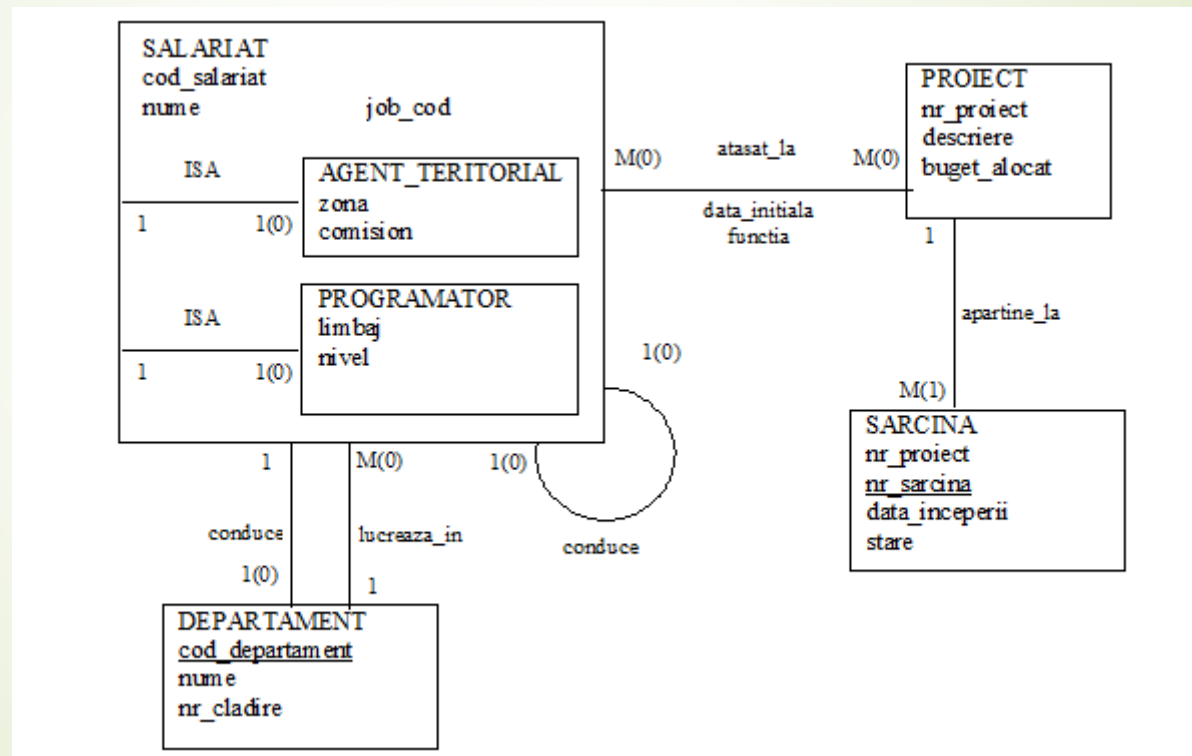 SALARIAT
cod_salariat
nume job_cod
ISA
1 1(0)
AGENT_TERITORIAL
zona
comision
ISA
1 1(0)
PROGRAMATOR
limbaj
nivel
M(0) atasat_la M(0)
data_initiala
functia
PROIECT
nr_proiect
descriere
buget_alocat
1
apartine_la
M(1)
SARCINA
nr_proiect
nr_sarcina
data_inceperii
stare
1(0)
1(0)
conduce
1 M(0)
conduce lucreaza_in
1(0) 1
DEPARTAMENT
cod_departament
nume
nr_cladire